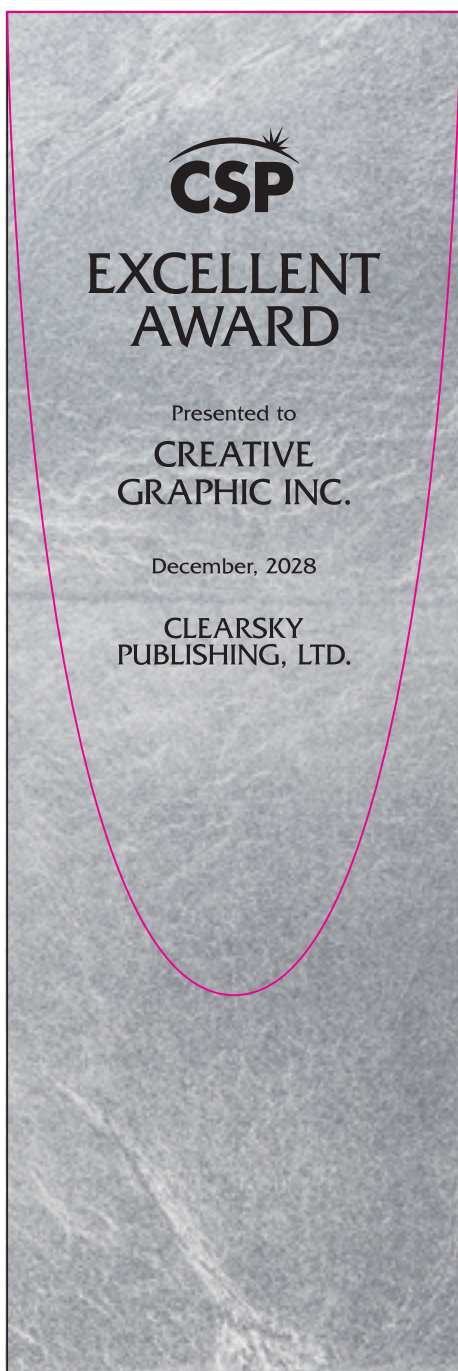 CSP
EXCELLENT
AWARD
Presented to
CREATIVE
GRAPHIC INC.
December, 2028
CLEARSKY
PUBLISHING, LTD.